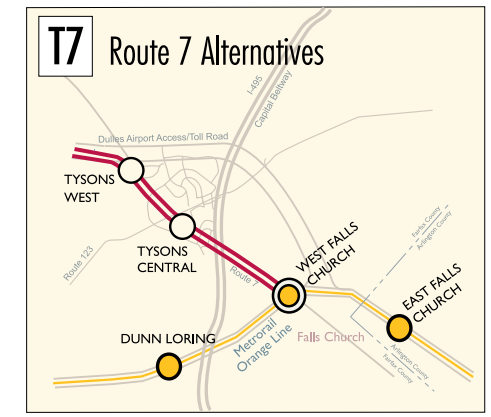 T7 Route 7 Alternatives
I-495
Capital Beltway
Dulles Airport Access/Toll Road
TYSONS
WEST
TYSONS
CENTRAL
Route 123
Route 7
WEST FALLS
CHURCH
EAST FALLS
CHURCH
Fairfax County
Arlington County
DUNN LORING
Metrorail
Orange Line
Falls Church
Arlington County
Fairfax County